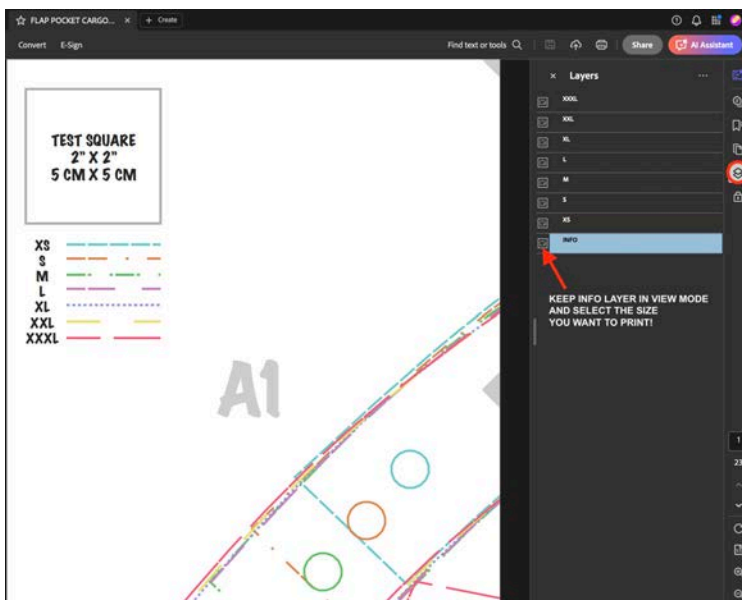 FLAP POCKET CARGO...
Create
Convert E-Sign
Find text or tools
Share
AI Assistant
Layers
XXXL
XXL
XL
L
M
S
XS
INFO
KEEP INFO LAYER IN VIEW MODE
AND SELECT THE SIZE
YOU WANT TO PRINT!
TEST SQUARE
2" X 2"
5 CM X 5 CM
XS
S
M
L
XL
XXL
XXXL
A1
1
23